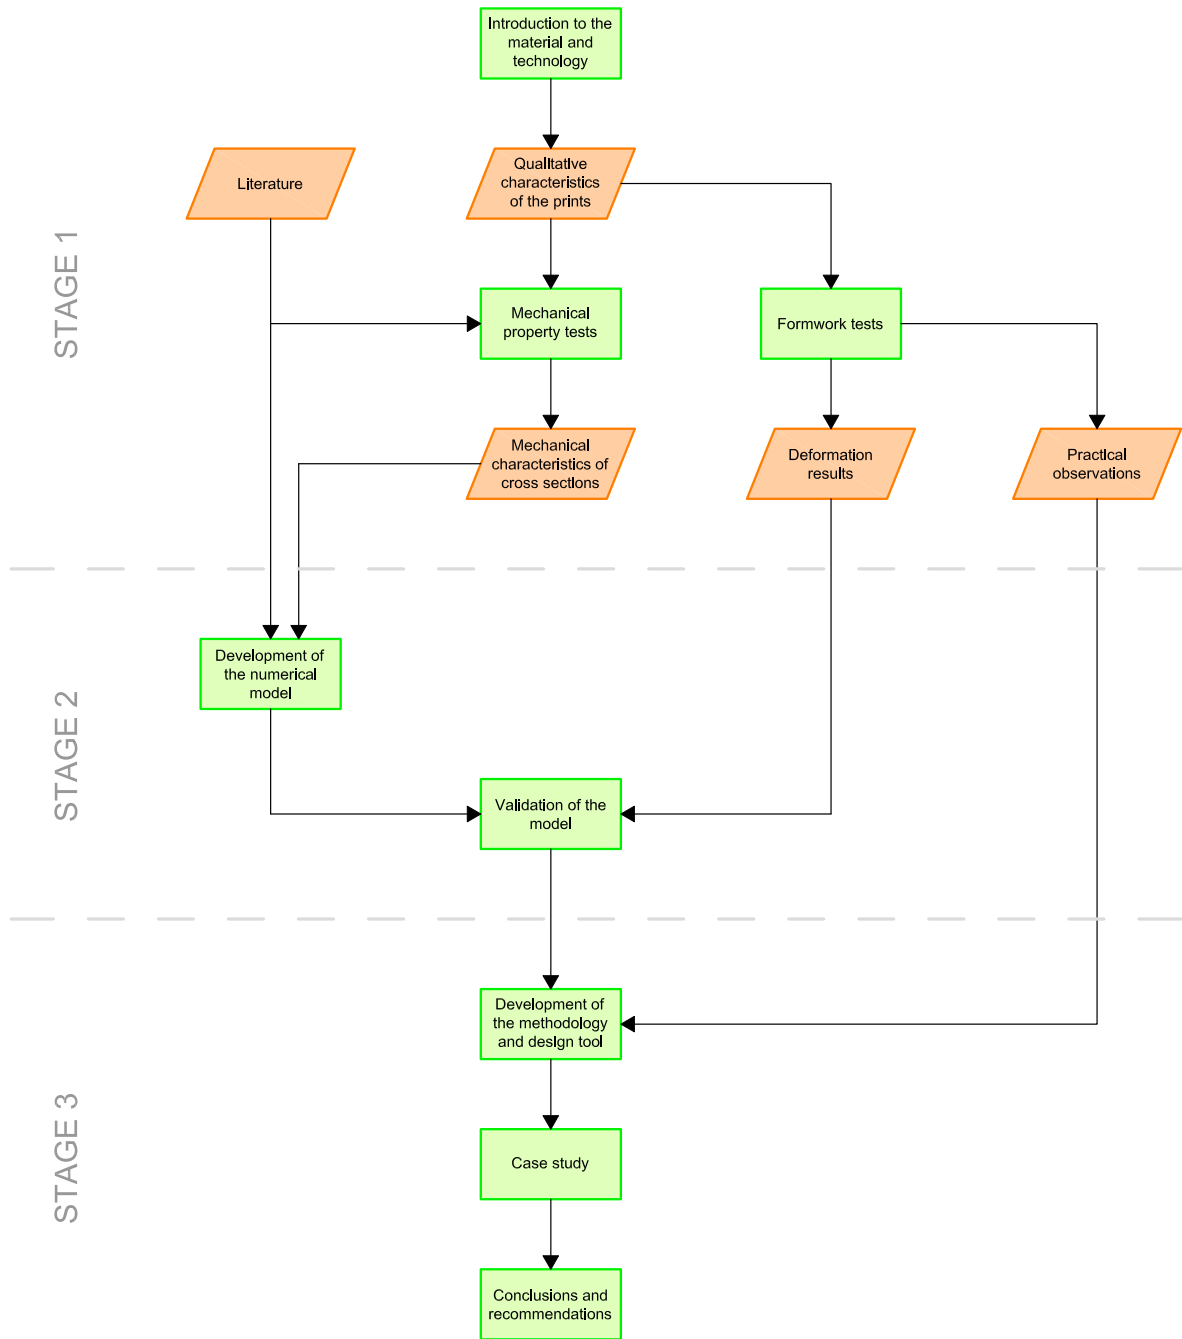 Introduction to the
material and
technology
Literature
Qualitative
characteristics
of the prints
STAGE 1
Mechanical
property tests
Formwork tests
Mechanical
characteristics of
cross sections
Deformation
results
Practical
observations
STAGE 2
Development of
the numerical
model
Validation of the
model
STAGE 3
Development of
the methodology
and design tool
Case study
Conclusions and
recommendations